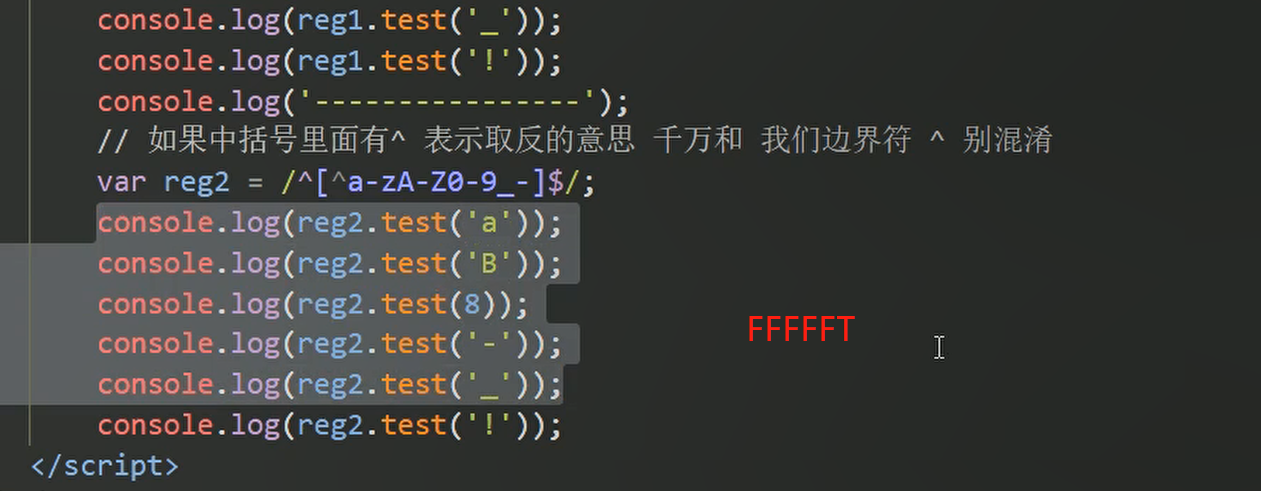 console.log(reg1.test('_'));
console.log(reg1.test('!'));
console.log('----------------');
// 如果中括号里面有^ 表示取反的意思 千万和 我们边界符 ^ 别混淆
var reg2 = /^[^a-zA-Z0-9_-]$/;
console.log(reg2.test('a'));
console.log(reg2.test('B'));
console.log(reg2.test(8));
FFFFFT
console.log(reg2.test('-'));
console.log(reg2.test('_'));
console.log(reg2.test('!'));
</script>